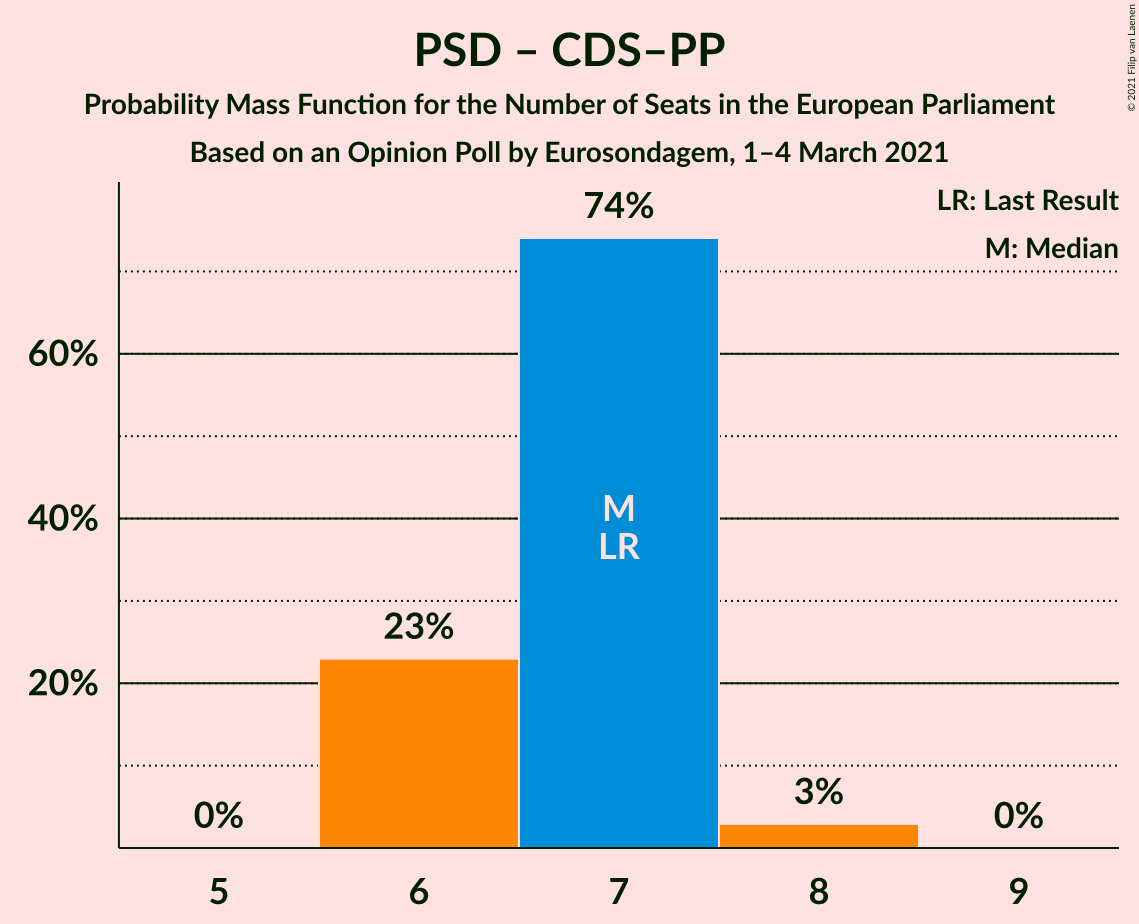 PSD – CDS–PP
Probability Mass Function for the Number of Seats in the European Parliament
Based on an Opinion Poll by Eurosondagem, 1–4 March 2021
© 2021 Filip van Laenen
LR: Last Result
M: Median
74%
60%
40%
20%
M
LR
23%
0%
3%
0%
5 6 7 8 9